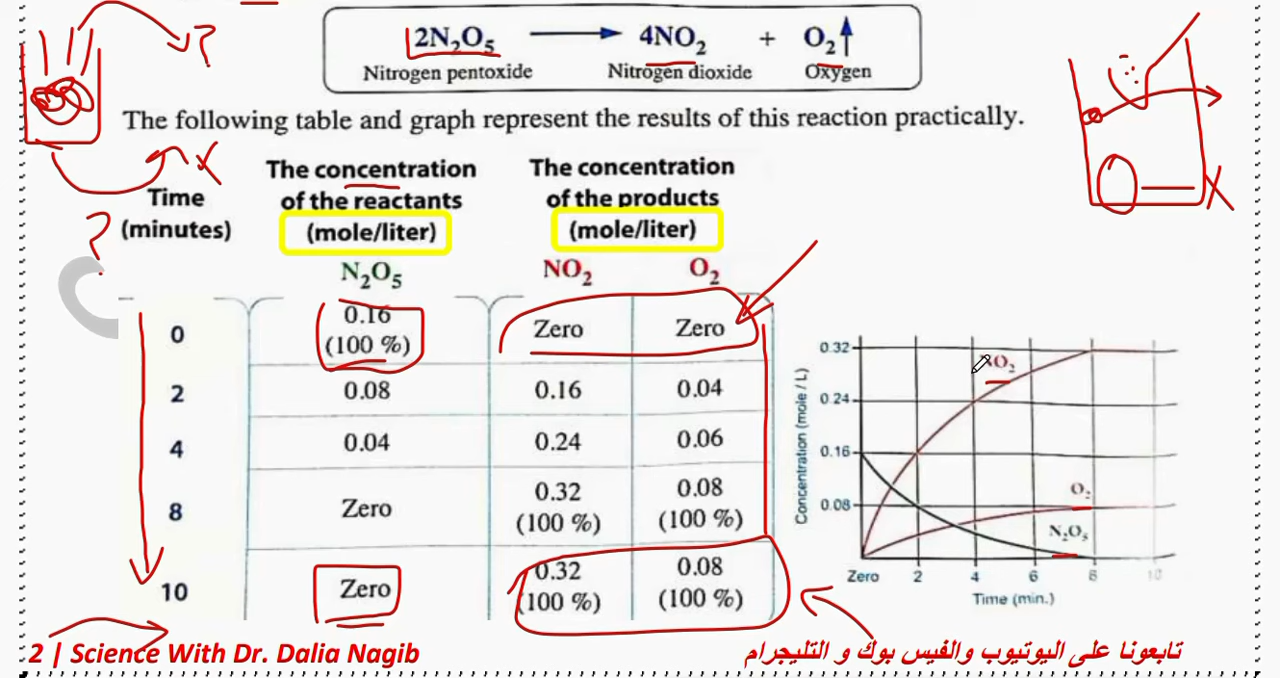 2N₂O₅ → 4NO₂ + O₂↑
Nitrogen pentoxide Nitrogen dioxide Oxygen
?
The following table and graph represent the results of this reaction practically.
X
X
Time
(minutes)
?
The concentration
of the reactants
(mole/liter)
The concentration
of the products
(mole/liter)
N₂O₅ NO₂ O₂
0 0.16 (100 %) Zero Zero
2 0.08 0.16 0.04
4 0.04 0.24 0.06
8 Zero 0.32 (100 %) 0.08 (100 %)
10 Zero 0.32 (100 %) 0.08 (100 %)
Concentration (mole / L)
0.32
0.24
0.16
0.08
O₂
N₂O₅
Zero 2 4 6 8 10
Time (min.)
2 | Science With Dr. Dalia Nagib
تابعونا على اليوتيوب والفيس بوك و التليجرام